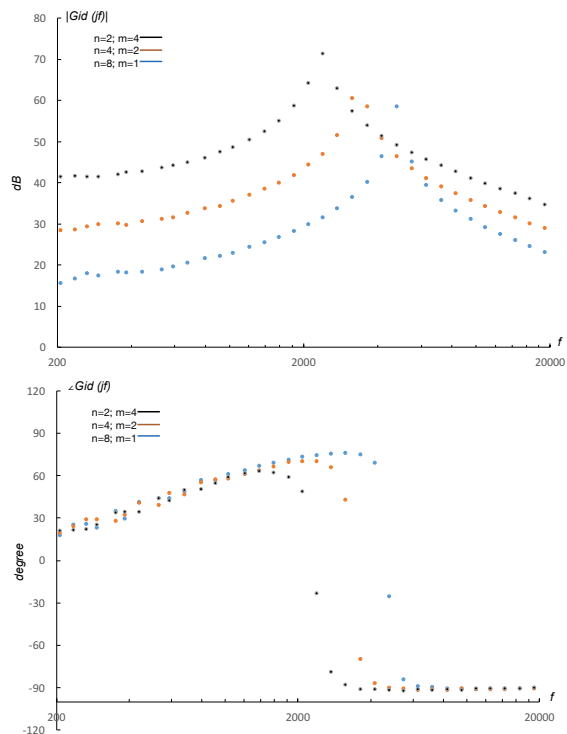 80
|Gid (jf)|
n=2; m=4
n=4; m=2
n=8; m=1
70
60
50
40
30
20
10
0
dB
200
2000
20000
f
120
∠Gid (jf)
n=2; m=4
n=4; m=2
n=8; m=1
90
60
30
0
-30
-60
-90
-120
degree
200
2000
20000
f